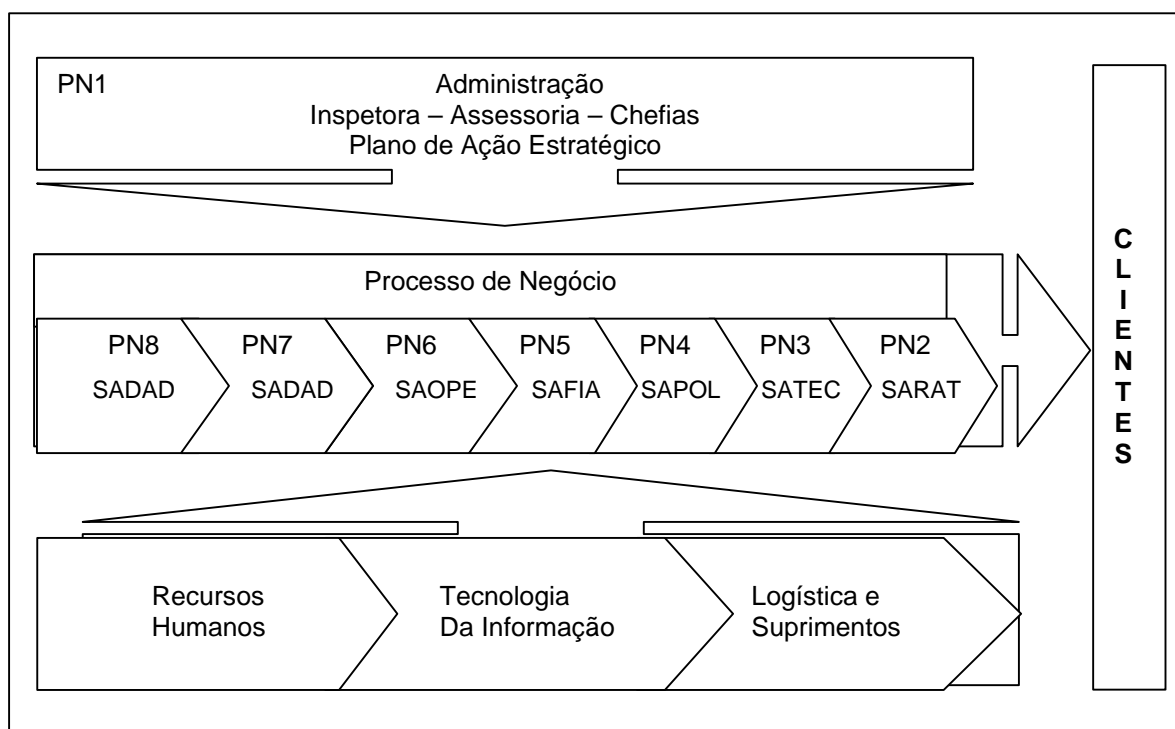 PN1
Administração
Inspetora – Assessoria – Chefias
Plano de Ação Estratégico
Processo de Negócio
PN8 PN7 PN6 PN5 PN4 PN3 PN2
SADAD SADAD SAOPE SAFIA SAPOL SATEC SARAT
Recursos
Humanos
Tecnologia
Da Informação
Logística e
Suprimentos
CLIENTES